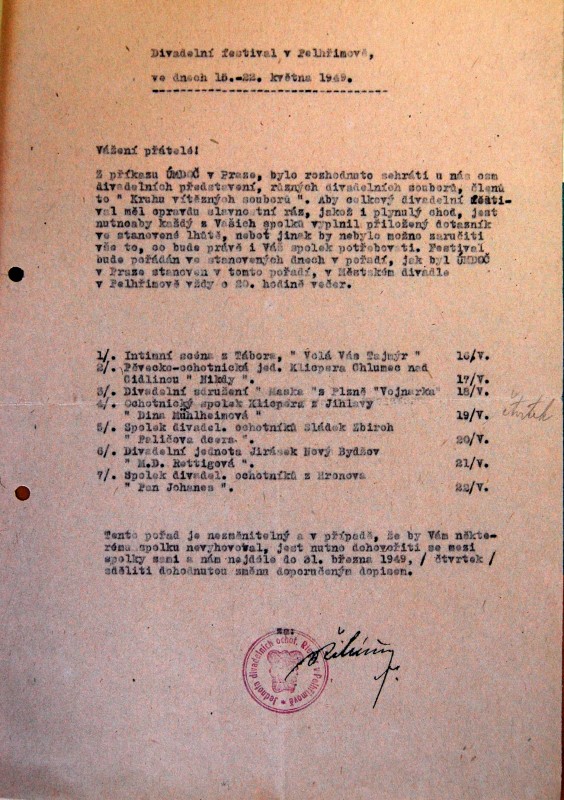 Divadelní festival v Pelhřimově,
ve dnech 15.-22. května 1949.
Vážení přátelé!
Z příkazu ÚMDOČ v Praze, bylo rozhodnuto sehráti u nás osm
divadelních představení, různých divadelních souborů, členů
to " Kruhu vítězných souborů ". Aby celkový divadelní festi-
val měl opravdu slavnostní ráz, jakož i plynulý chod, jest
nutnoaby každý z Vašich spolků vyplnil přiložený dotazník
ve stanovené lhůtě, neboť jinak by nebylo možno zaručiti
vše to, co bude právě i Váš spolek potřebovati. Festival
bude pořádán ve stanovených dnech v pořadí, jak byl ÚMDOČ
v Praze stanoven v tomto pořadí, v Městském divadle
v Pelhřimově vždy o 20. hodině večer.
1/. Intimní scéna z Tábora, " Volá Vás Tajmýr " 16/V.
2/. Pěvecko-ochotnická jed. Klicpera Chlumec nad
Cidlinou " Nikdy ". 17/V.
3/. Divadelní sdružení " Maska "z Plzně "Vojnarka" 18/V.
4/. Ochotnický spolek Klicpera z Jihlavy
" Dina Mühlheimová " 19/V. čtvrtek
5/. Spolek divadel. ochotníků Sládek Zbiroh
" Paličova dcera ". 20/V.
6/. Divadelní jednota Jirásek Nový Bydžov
" M.D. Rettigová ". 21/V.
7/. Spolek divadel. ochotníků z Hronova
" Pan Johanes ". 22/V.
Tento pořad je nezměnitelný a v případě, že by Vám někte-
rému spolku nevyhovoval, jest nutno dohovořiti se mezi
spolky sami a nám nejdéle do 31. března 1949, / čtvrtek /
sděliti dohodnutou změnu doporučeným dopisem.
za:
Jednota divadelních ochot. v Pelhřimově